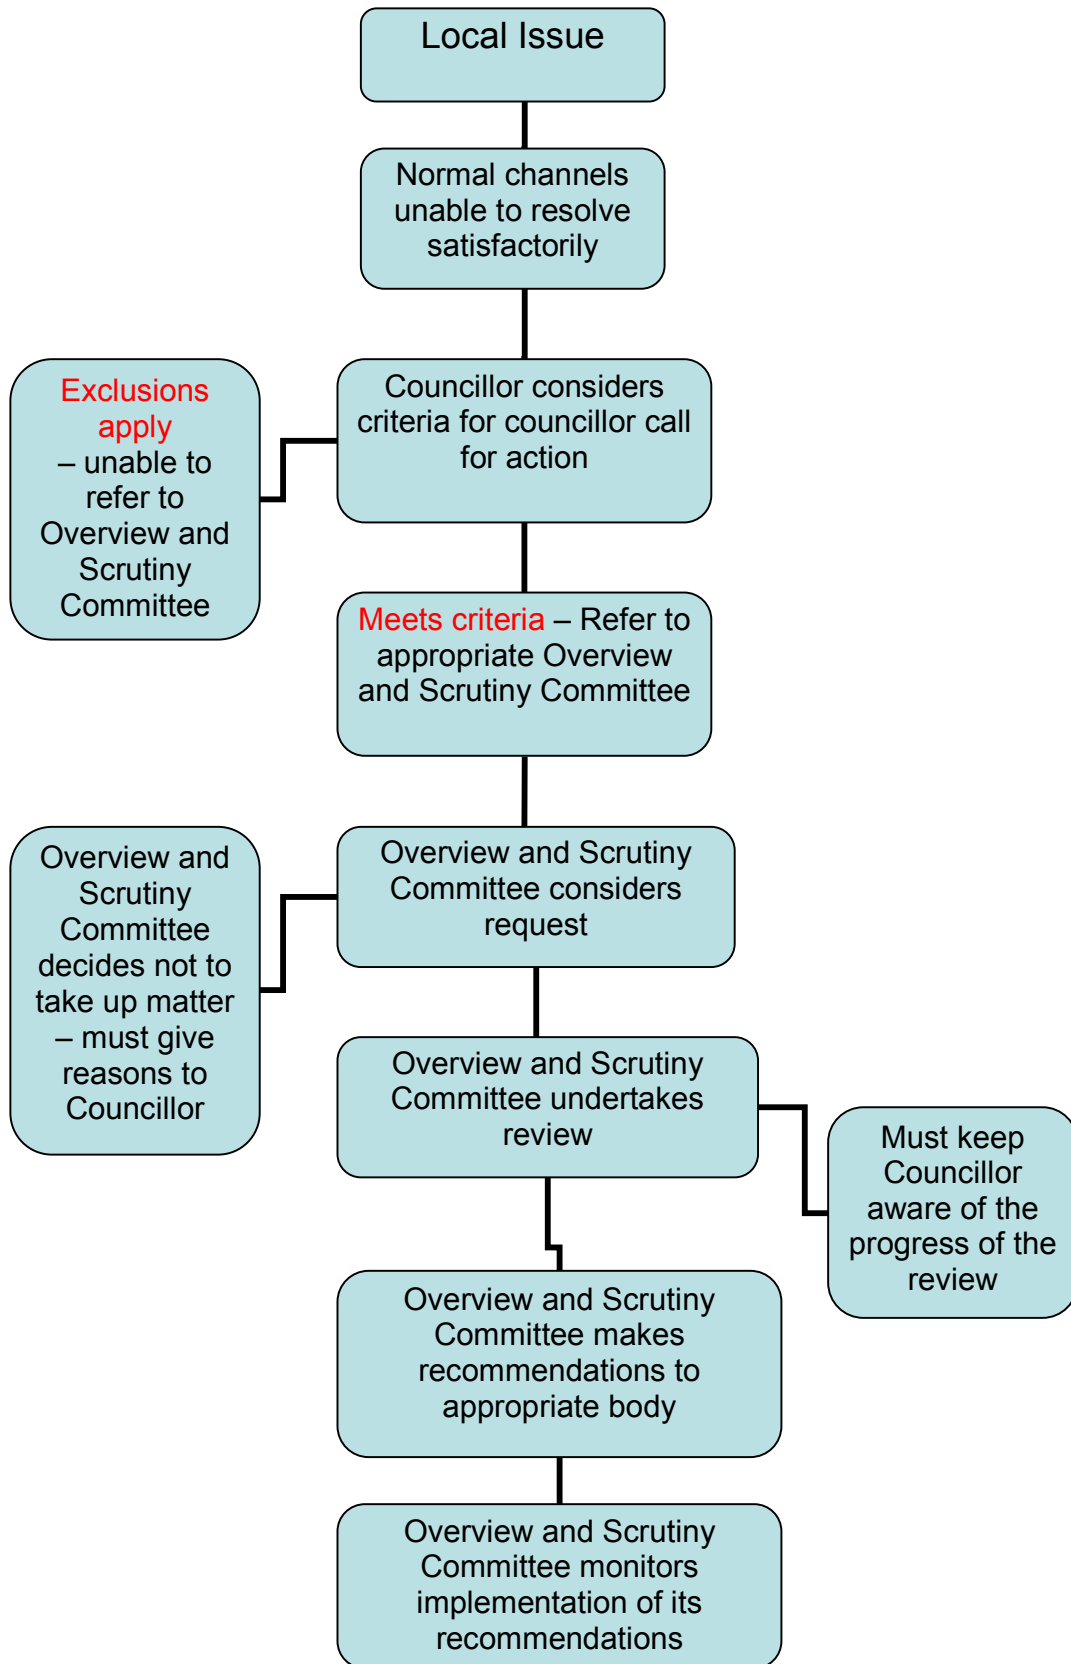 Local Issue
Normal channels
unable to resolve
satisfactorily
Exclusions
apply
– unable to
refer to
Overview and
Scrutiny
Committee
Councillor considers
criteria for councillor call
for action
Meets criteria – Refer to
appropriate Overview
and Scrutiny Committee
Overview and Scrutiny
Committee considers
request
Overview and
Scrutiny
Committee
decides not to
take up matter
– must give
reasons to
Councillor
Overview and Scrutiny
Committee undertakes
review
Must keep
Councillor
aware of the
progress of the
review
Overview and Scrutiny
Committee makes
recommendations to
appropriate body
Overview and Scrutiny
Committee monitors
implementation of its
recommendations